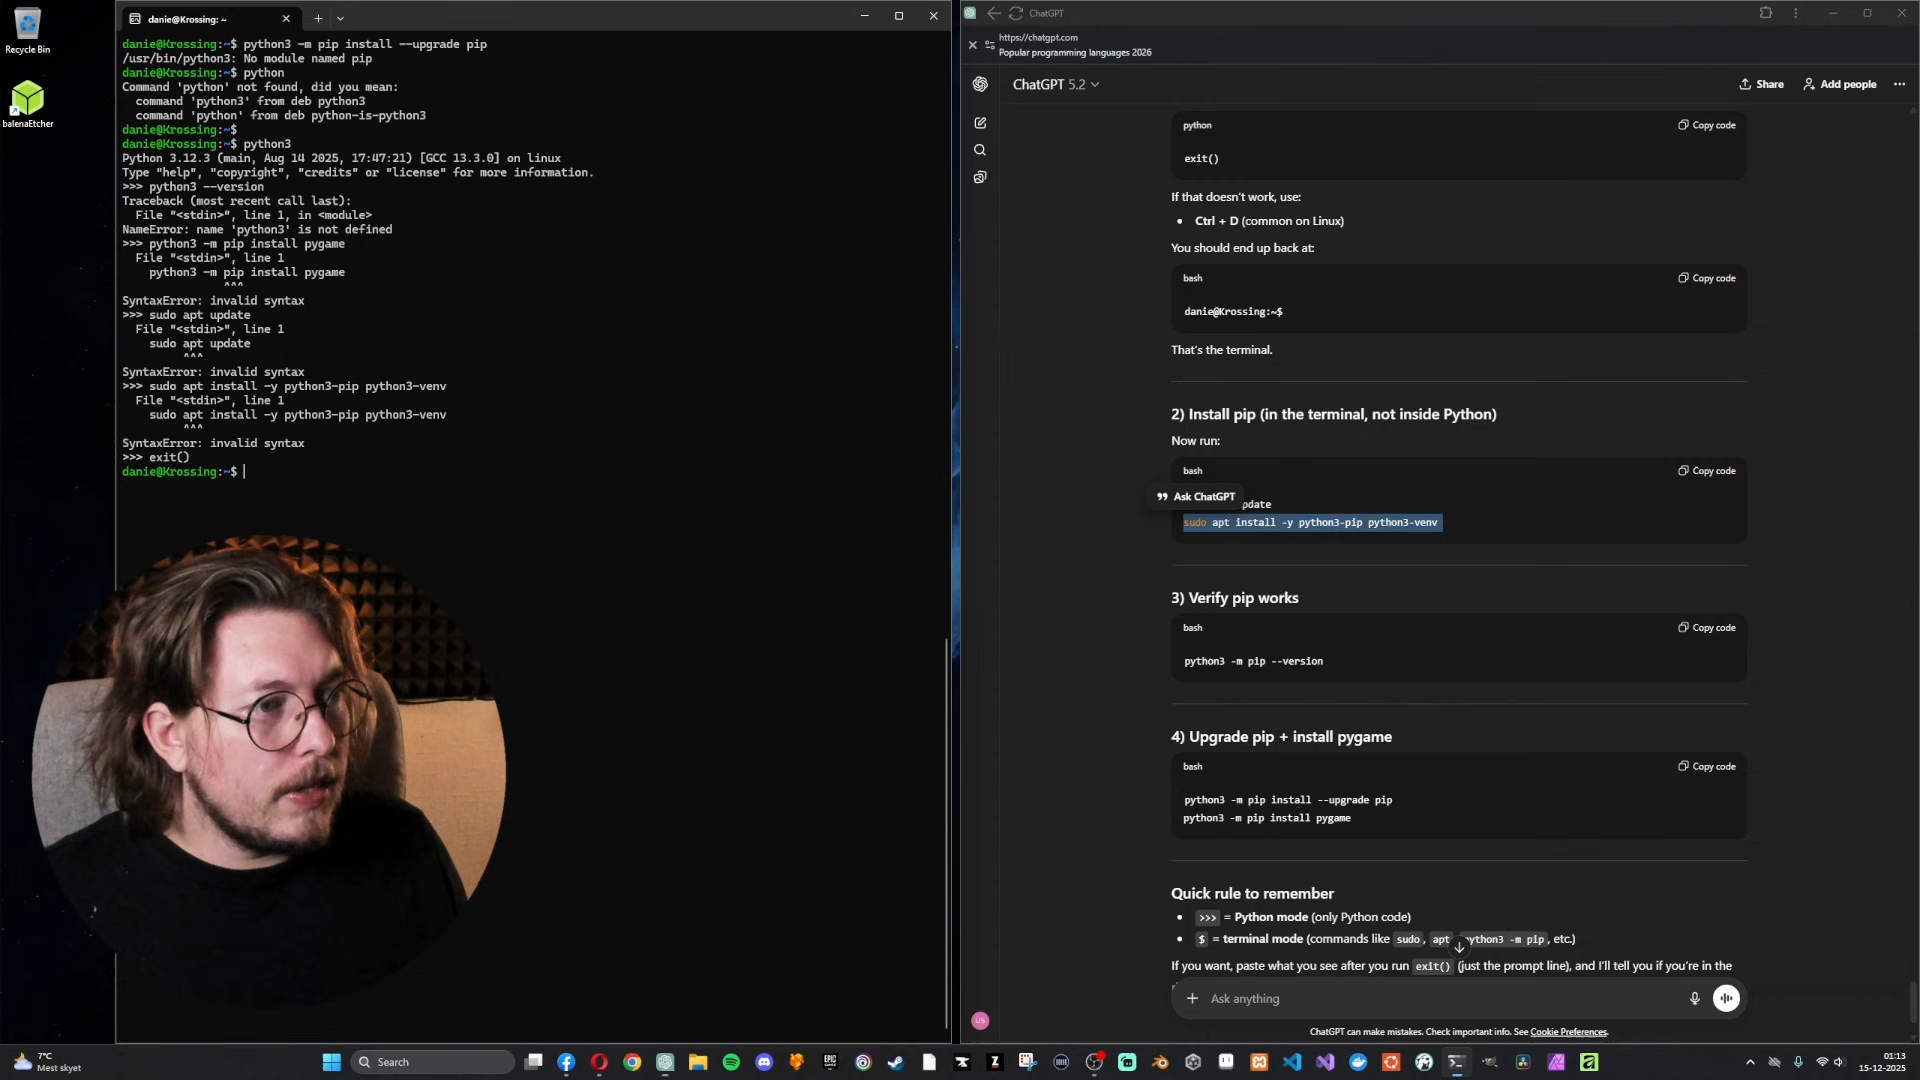 Recycle Bin
balenaEtcher
danie@Krossing: ~
danie@Krossing:~$ python3 -m pip install --upgrade pip
/usr/bin/python3: No module named pip
danie@Krossing:~$ python
Command 'python' not found, did you mean:
command 'python3' from deb python3
command 'python' from deb python-is-python3
danie@Krossing:~$
danie@Krossing:~$ python3
Python 3.12.3 (main, Aug 14 2025, 17:47:21) [GCC 13.3.0] on linux
Type "help", "copyright", "credits" or "license" for more information.
>>> python3 --version
Traceback (most recent call last):
File "<stdin>", line 1, in <module>
NameError: name 'python3' is not defined
>>> python3 -m pip install pygame
File "<stdin>", line 1
python3 -m pip install pygame
^^^
SyntaxError: invalid syntax
>>> sudo apt update
File "<stdin>", line 1
sudo apt update
^^^
SyntaxError: invalid syntax
>>> sudo apt install -y python3-pip python3-venv
File "<stdin>", line 1
sudo apt install -y python3-pip python3-venv
^^^
SyntaxError: invalid syntax
>>> exit()
danie@Krossing:~$
ChatGPT
https://chatgpt.com
Popular programming languages 2026
ChatGPT 5.2
Share
Add people
python
Copy code
exit()
If that doesn't work, use:
• Ctrl + D (common on Linux)
You should end up back at:
bash
Copy code
danie@Krossing:~$
That's the terminal.
2) Install pip (in the terminal, not inside Python)
Now run:
bash
Copy code
Ask ChatGPT
pdate
sudo apt install -y python3-pip python3-venv
3) Verify pip works
bash
Copy code
python3 -m pip --version
4) Upgrade pip + install pygame
bash
Copy code
python3 -m pip install --upgrade pip
python3 -m pip install pygame
Quick rule to remember
• >>> = Python mode (only Python code)
• $ = terminal mode (commands like sudo, apt python3 -m pip, etc.)
If you want, paste what you see after you run exit() (just the prompt line), and I'll tell you if you're in the
Ask anything
US
ChatGPT can make mistakes. Check important info. See Cookie Preferences.
7°C
Mest skyet
Search
EPIC
Z
01:13
15-12-2025